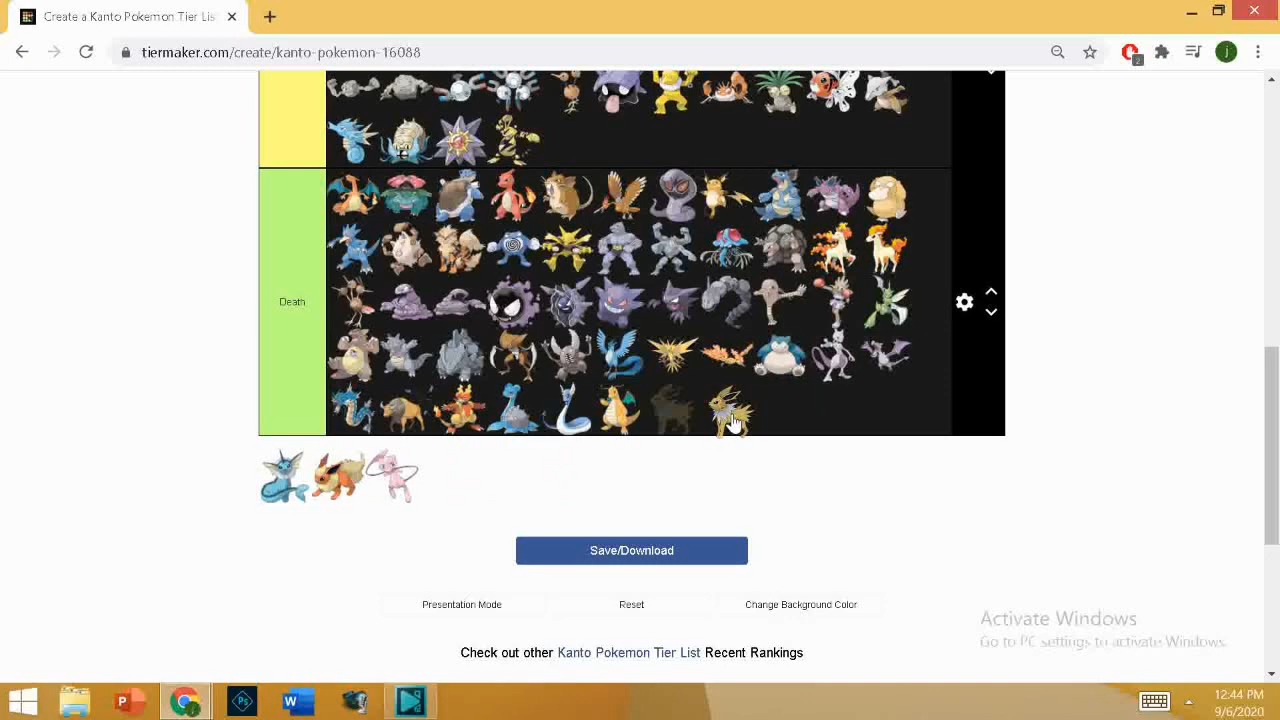 Create a Kanto Pokemon Tier List
tiermaker.com/create/kanto-pokemon-16088
2
j
Death
Save/Download
Presentation Mode
Reset
Change Background Color
Activate Windows
Go to PC settings to activate Windows.
Check out other Kanto Pokemon Tier List Recent Rankings
P
Ps
W
12:44 PM
9/6/2020